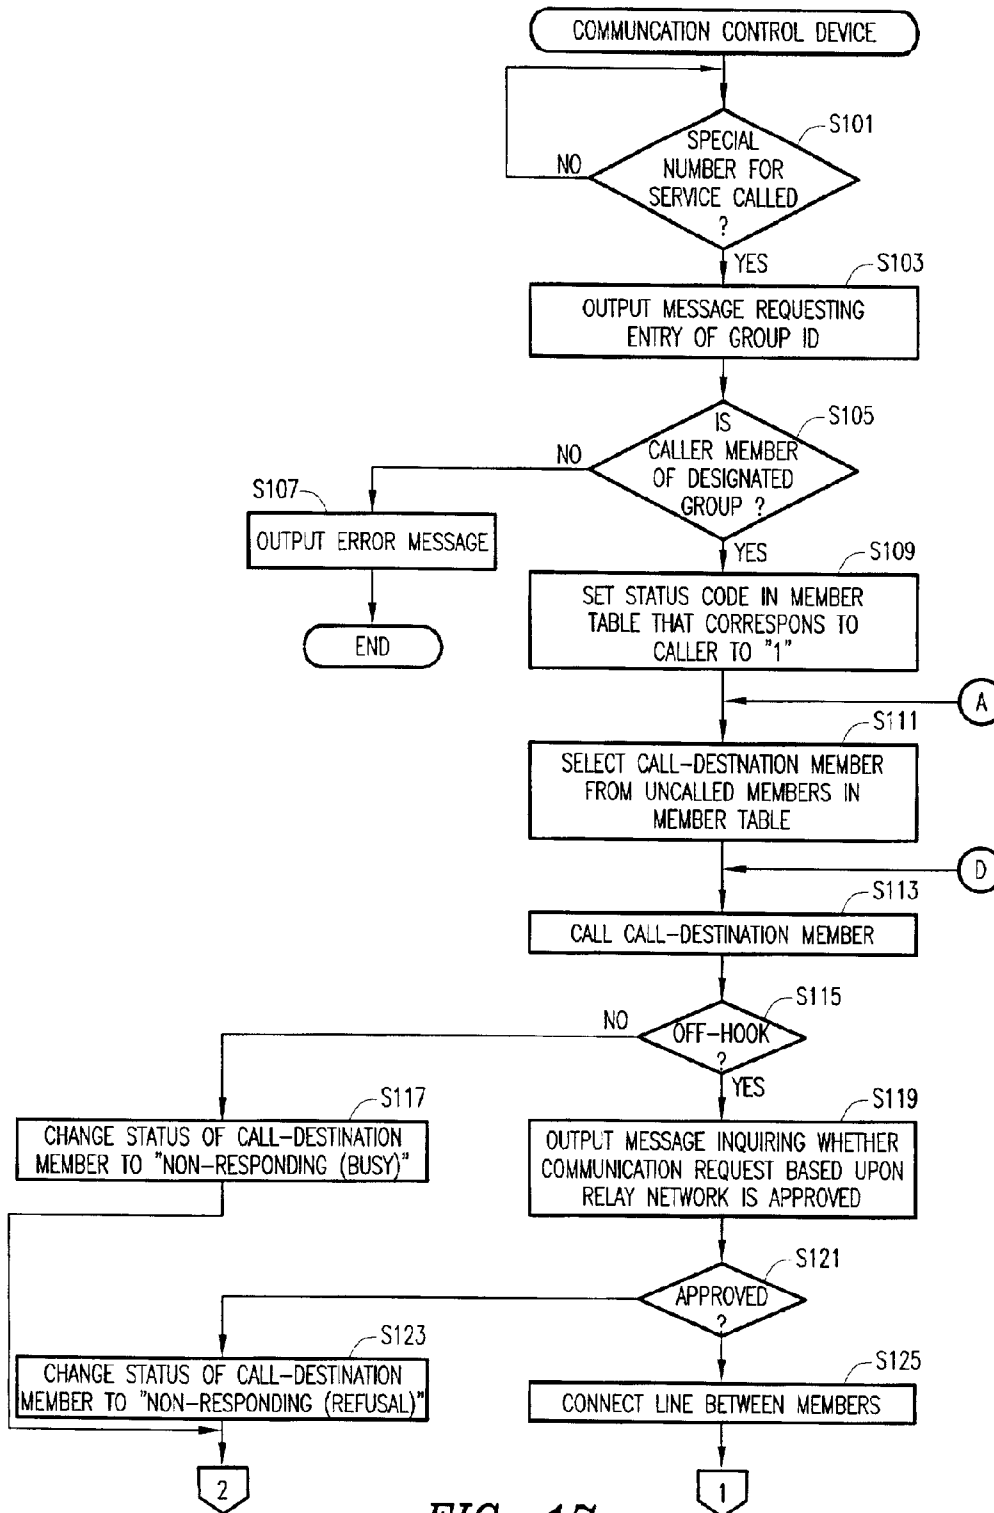 COMMUNCATION CONTROL DEVICE
S101
SPECIAL
NUMBER FOR
SERVICE CALLED
?
NO
YES
S103
OUTPUT MESSAGE REQUESTING
ENTRY OF GROUP ID
S105
IS
CALLER MEMBER
OF DESIGNATED
GROUP ?
NO
S107
OUTPUT ERROR MESSAGE
END
YES
S109
SET STATUS CODE IN MEMBER
TABLE THAT CORRESPONS TO
CALLER TO "1"
A
S111
SELECT CALL-DESTNATION MEMBER
FROM UNCALLED MEMBERS IN
MEMBER TABLE
D
S113
CALL CALL-DESTINATION MEMBER
S115
OFF-HOOK
?
NO
YES
S117
CHANGE STATUS OF CALL-DESTINATION
MEMBER TO "NON-RESPONDING (BUSY)"
S119
OUTPUT MESSAGE INQUIRING WHETHER
COMMUNICATION REQUEST BASED UPON
RELAY NETWORK IS APPROVED
S121
APPROVED
?
S123
CHANGE STATUS OF CALL-DESTINATION
MEMBER TO "NON-RESPONDING (REFUSAL)"
S125
CONNECT LINE BETWEEN MEMBERS
2
1